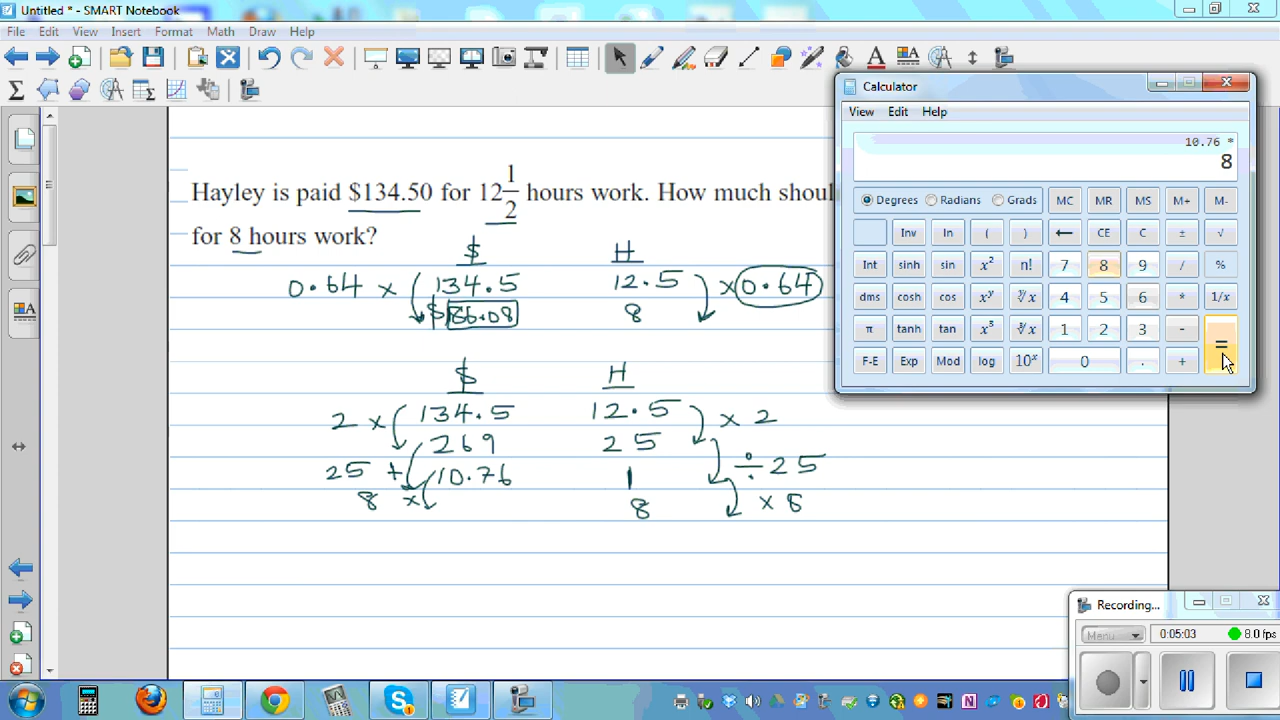 Untitled * - SMART Notebook
File Edit View Insert Format Math Draw Help
Hayley is paid $134.50 for 12 1/2 hours work. How much shoul
for 8 hours work?
$ H
0.64 × 134.5 12.5 ×0.64
$86.08 8
$ H
2 × 134.5 12.5 × 2
269 25
25 ÷ 10.76 1 ÷25
8 × 8 × 8
Calculator
View Edit Help
10.76 *
8
Degrees Radians Grads MC MR MS M+ M-
Inv ln ( ) ← CE C ± √
Int sinh sin x² n! 7 8 9 / %
dms cosh cos xʸ ʸ√x 4 5 6 * 1/x
π tanh tan x³ ³√x 1 2 3 - =
F-E Exp Mod log 10ˣ 0 . +
Recording...
Menu 0:05:03 8.0 fps